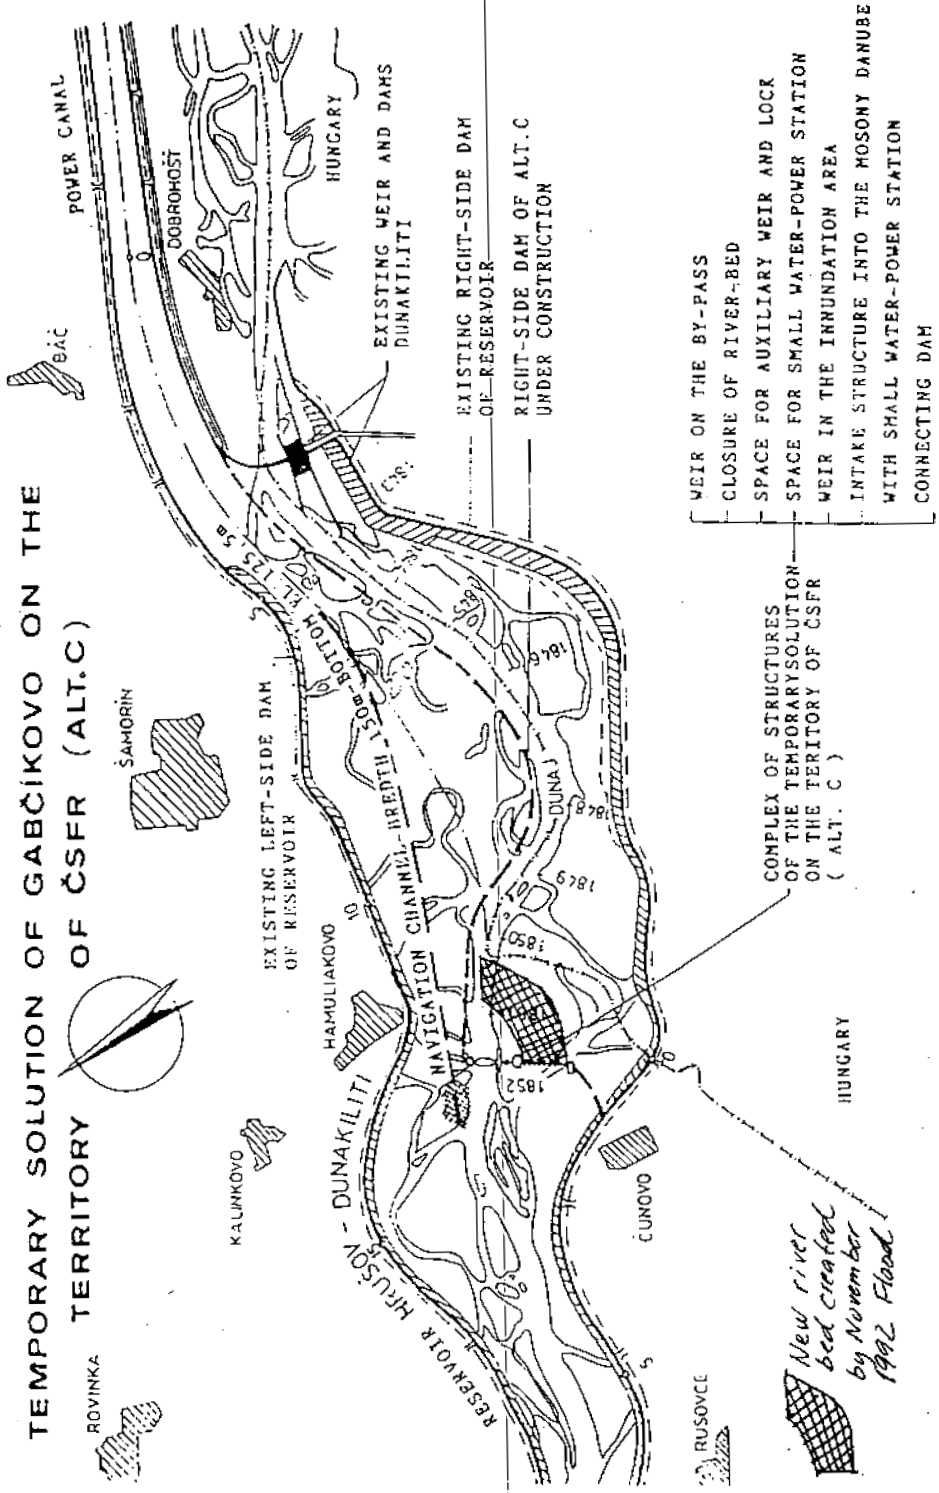 TEMPORARY SOLUTION OF GABČÍKOVO ON THE
TERRITORY OF ČSFR (ALT.C)
ROVINKA
KALINKOVO
HAMULIAKOVO
ŠAMORÍN
BÁČ
POWER CANAL
DOBROHOŠŤ
EXISTING LEFT-SIDE DAM
OF RESERVOIR
RESERVOIR HRUŠOV - DUNAKILITI
NAVIGATION CHANNEL-BREDTH-150m-BOTTOM EL.125,5m
HUNGARY
EXISTING WEIR AND DAMS
DUNAKILITI
EXISTING RIGHT-SIDE DAM
OF RESERVOIR
RIGHT-SIDE DAM OF ALT.C
UNDER CONSTRUCTION
1852
1850
1849
1848
1846
DUNAJ
10
15
5
5
0
RUSOVCE
ČUNOVO
HUNGARY
COMPLEX OF STRUCTURES
OF THE TEMPORARYSOLUTION
ON THE TERITORY OF ČSFR
( ALT. C )
WEIR ON THE BY-PASS
CLOSURE OF RIVER-BED
SPACE FOR AUXILIARY WEIR AND LOCR
SPACE FOR SMALL WATER-POWER STATION
WEIR IN THE INNUNDATION AREA
INTAKE STRUCTURE INTO THE MOSONY DANUBE
WITH SMALL WATER-POWER STATION
CONNECTING DAM
New river
bed created
by November
1992 Flood